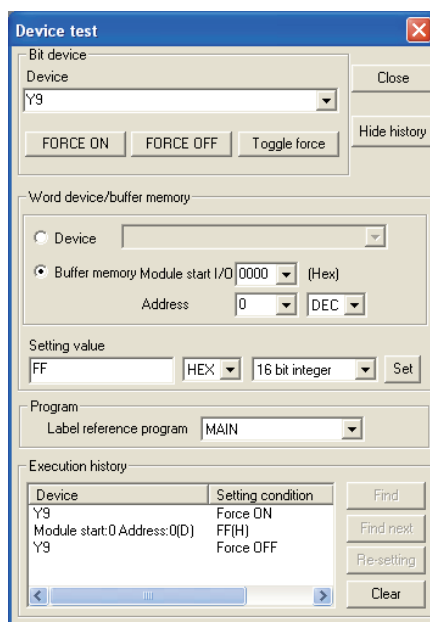 Device test
Bit device
Device
Close
Y9
FORCE ON FORCE OFF Toggle force Hide history
Word device/buffer memory
Device
Buffer memory Module start I/O 0000 (Hex)
Address 0 DEC
Setting value
FF HEX 16 bit integer Set
Program
Label reference program MAIN
Execution history
Device Setting condition Find
Y9 Force ON
Module start:0 Address:0(D) FF(H) Find next
Y9 Force OFF
Re-setting
Clear